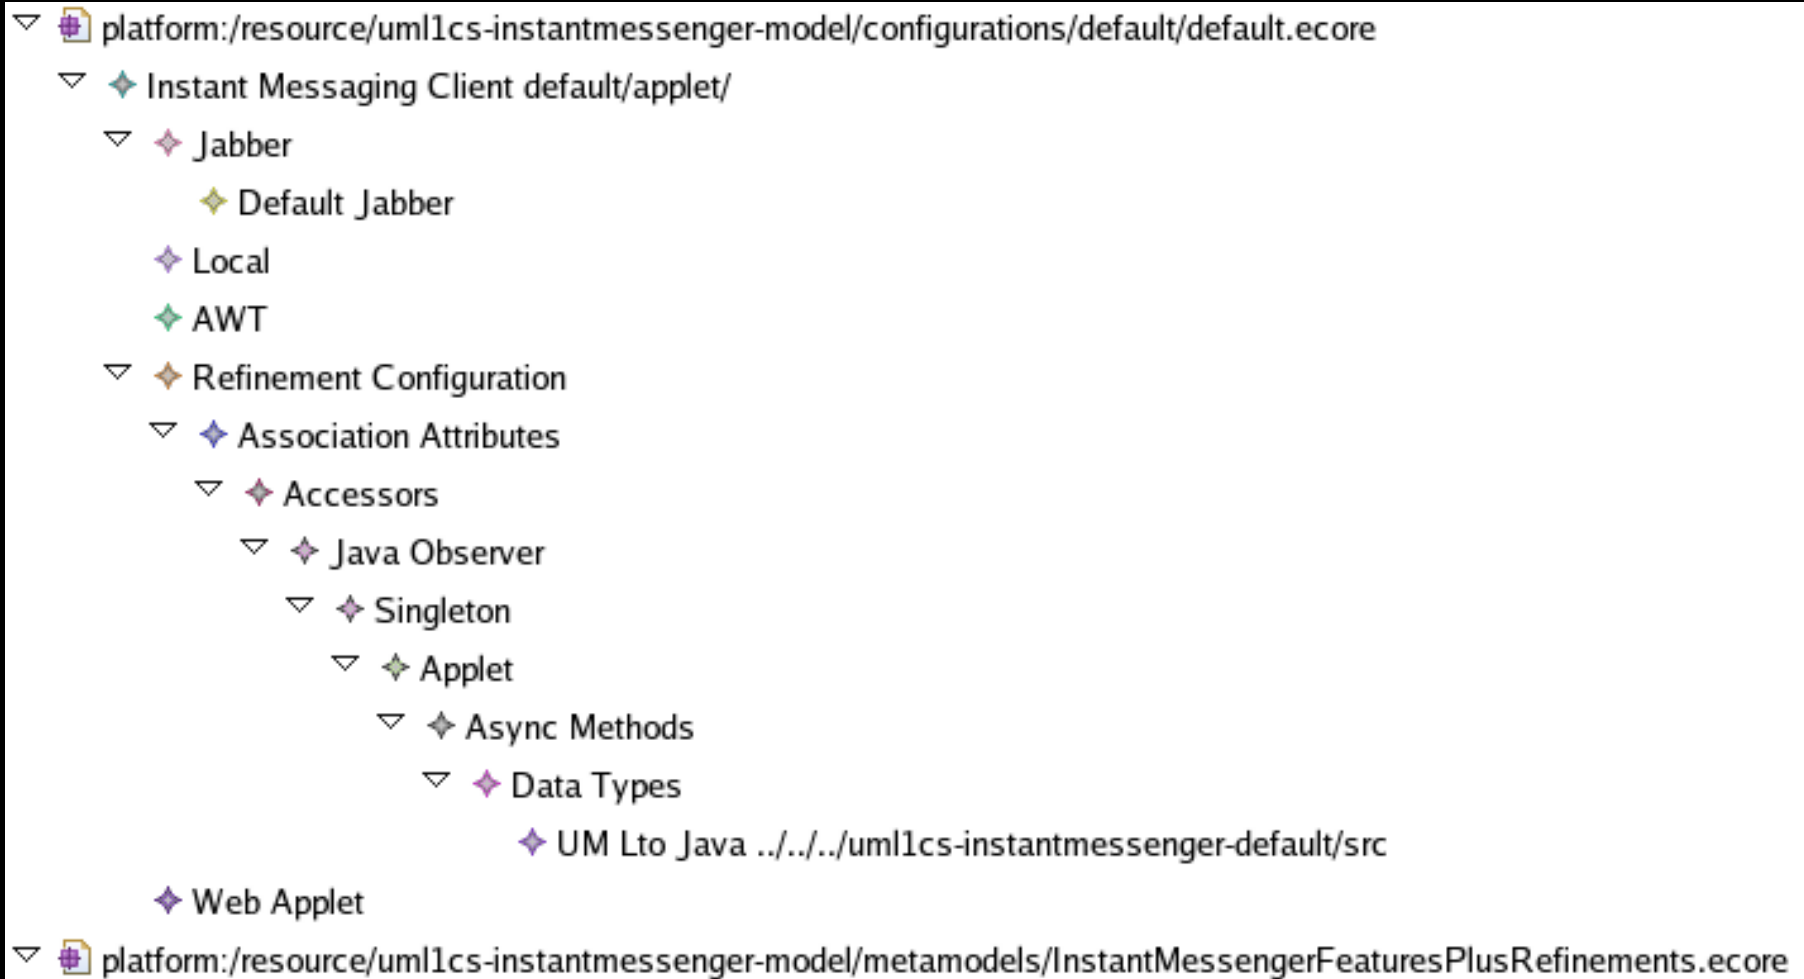 platform:/resource/uml1cs-instantmessenger-model/configurations/default/default.ecore
Instant Messaging Client default/applet/
Jabber
Default Jabber
Local
AWT
Refinement Configuration
Association Attributes
Accessors
Java Observer
Singleton
Applet
Async Methods
Data Types
UM Lto Java ../../../uml1cs-instantmessenger-default/src
Web Applet
platform:/resource/uml1cs-instantmessenger-model/metamodels/InstantMessengerFeaturesPlusRefinements.ecore